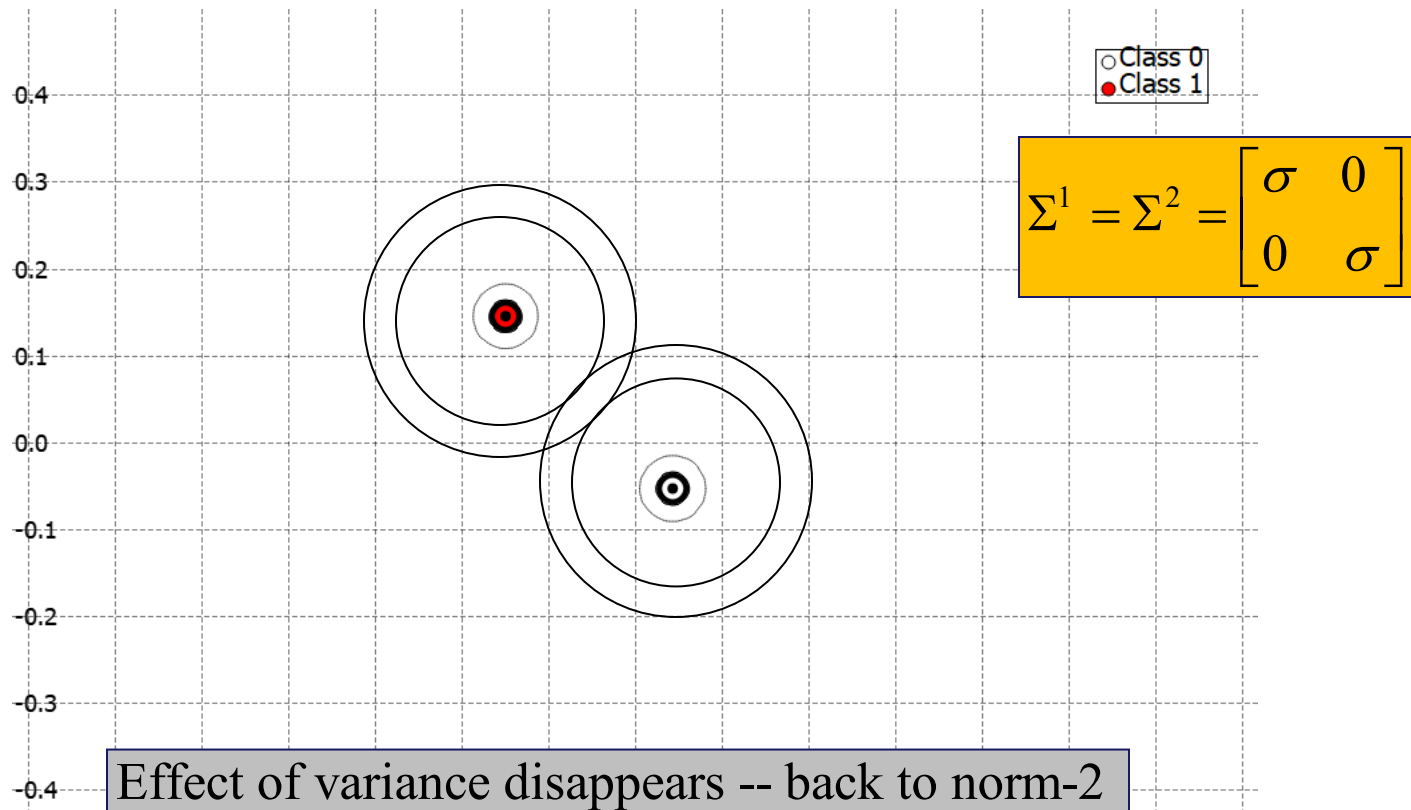 Class 0
Class 1
0.4
0.3
0.2
0.1
0.0
-0.1
-0.2
-0.3
-0.4
Σ¹ = Σ² = [σ 0
0 σ]
Effect of variance disappears -- back to norm-2